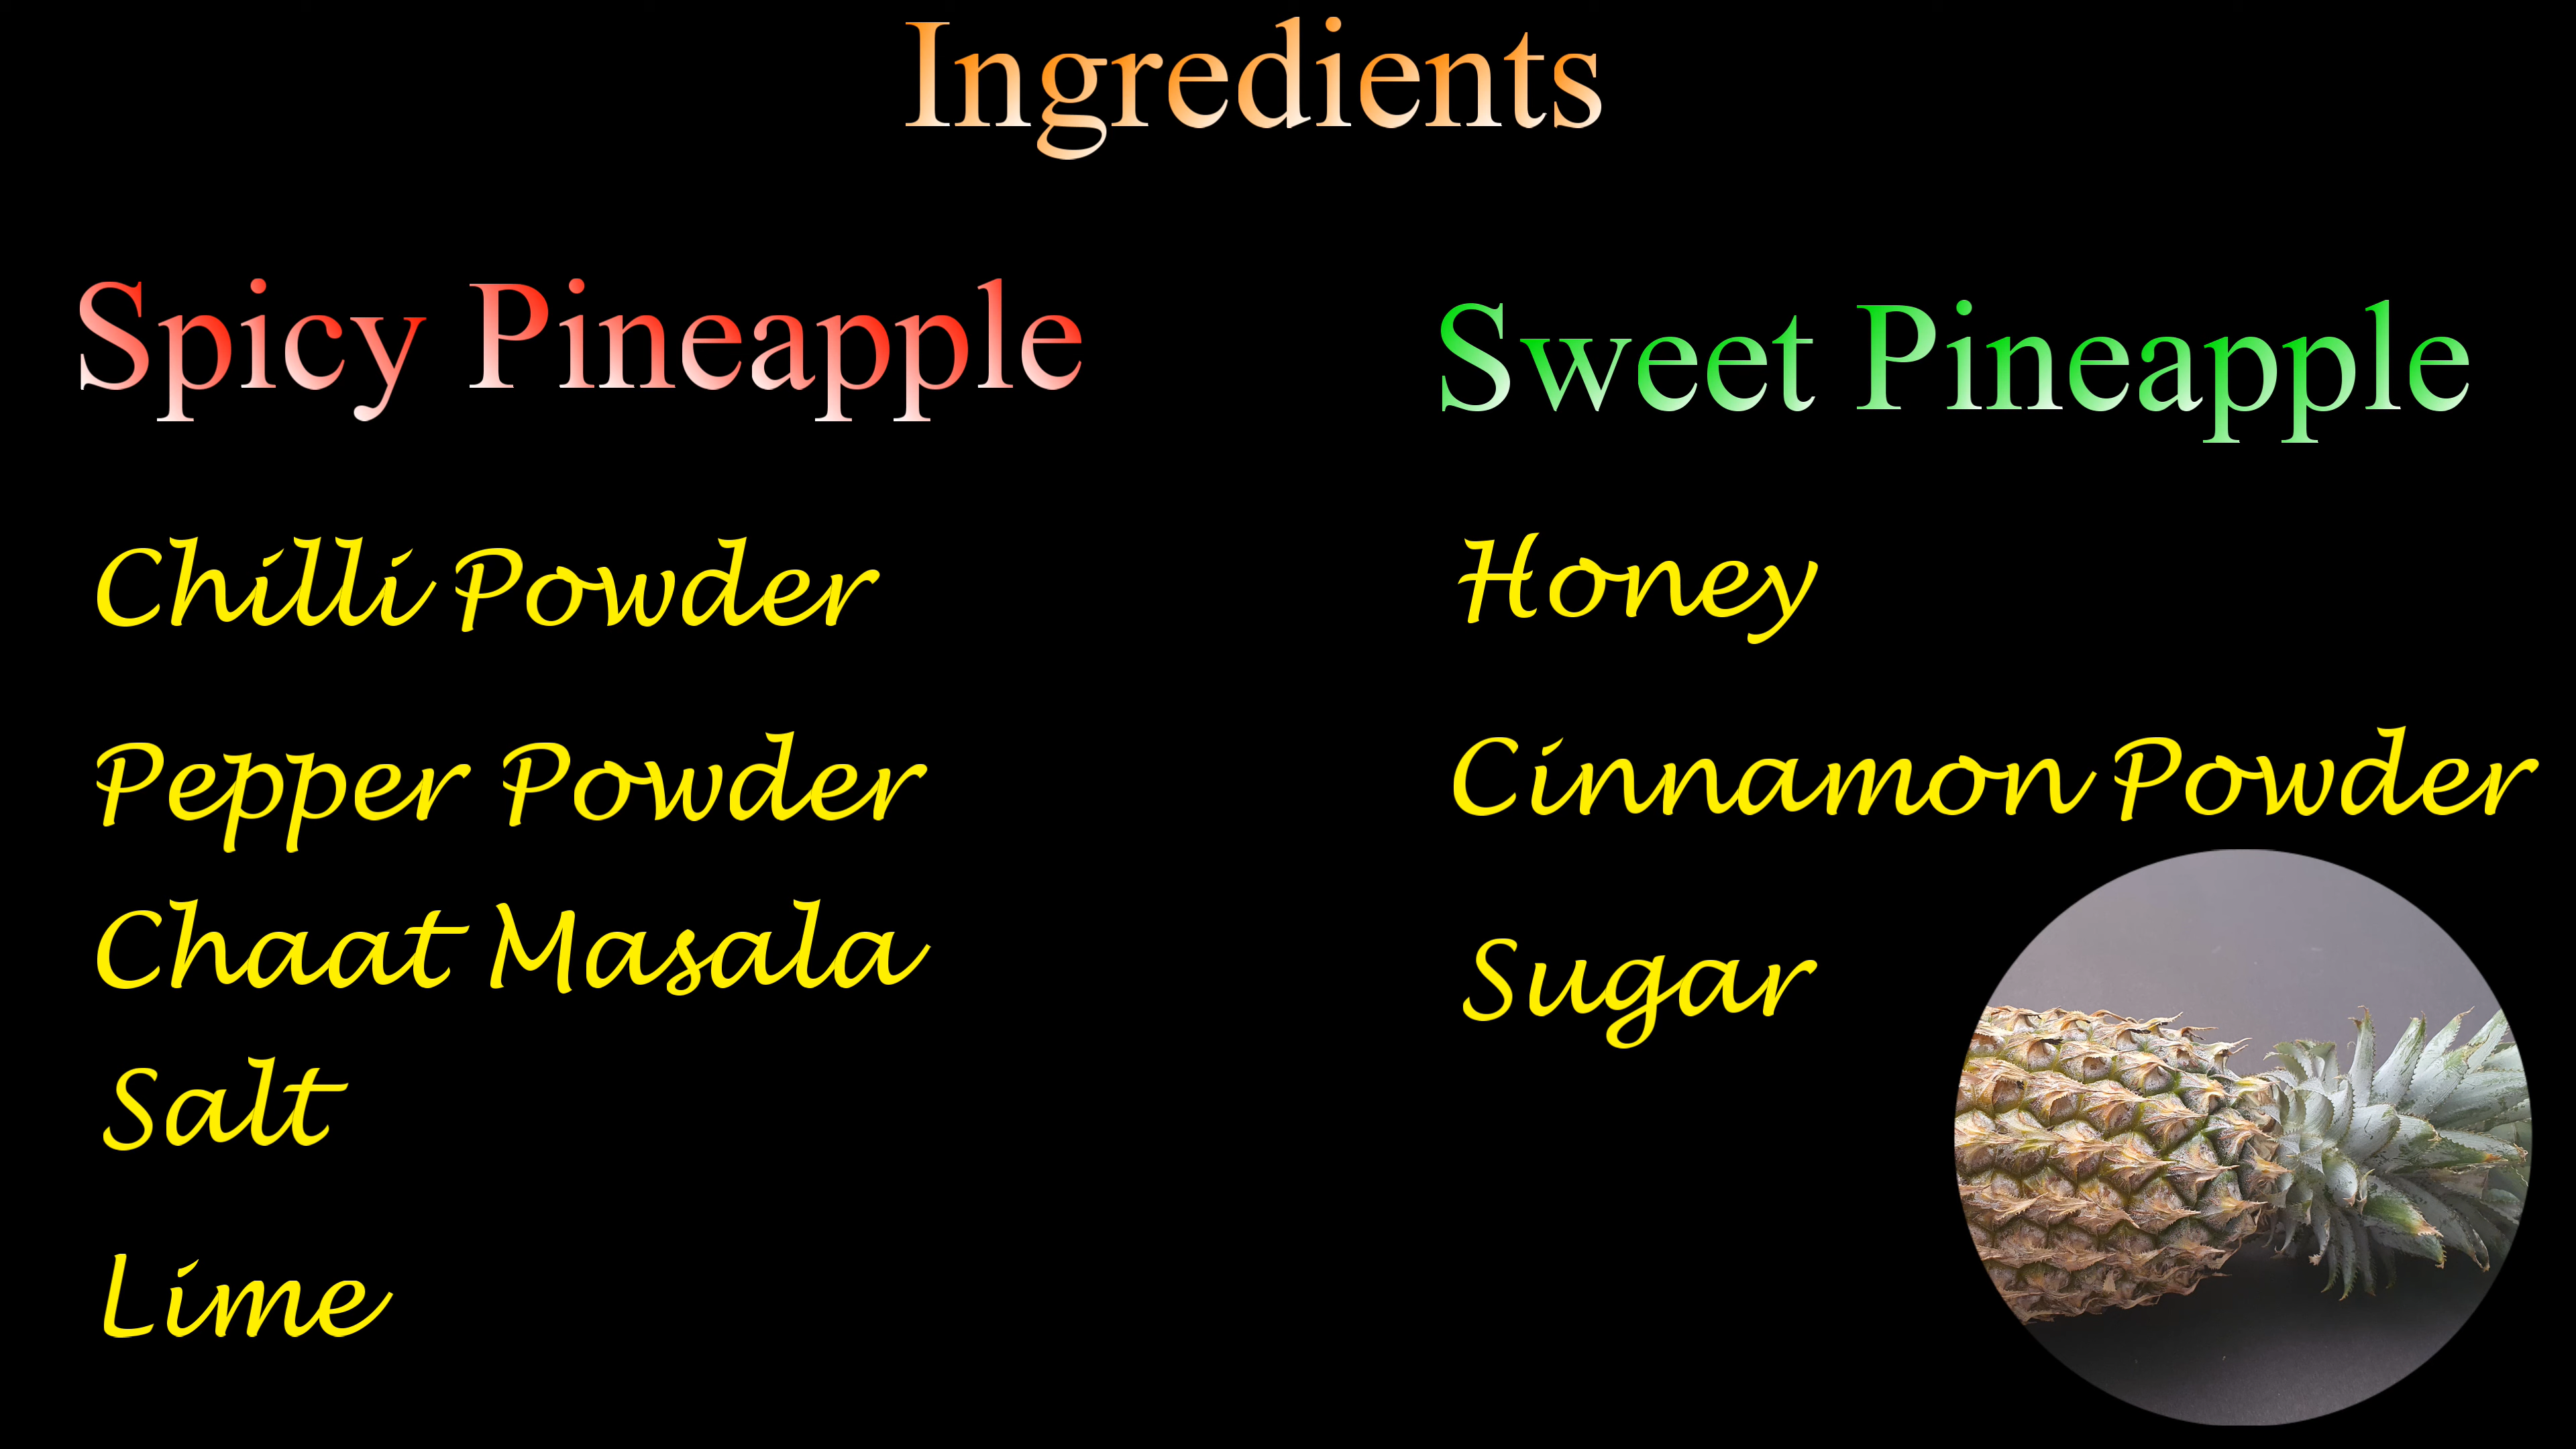 Ingredients
Spicy Pineapple
Chilli Powder
Pepper Powder
Chaat Masala
Salt
Lime
Sweet Pineapple
Honey
Cinnamon Powder
Sugar